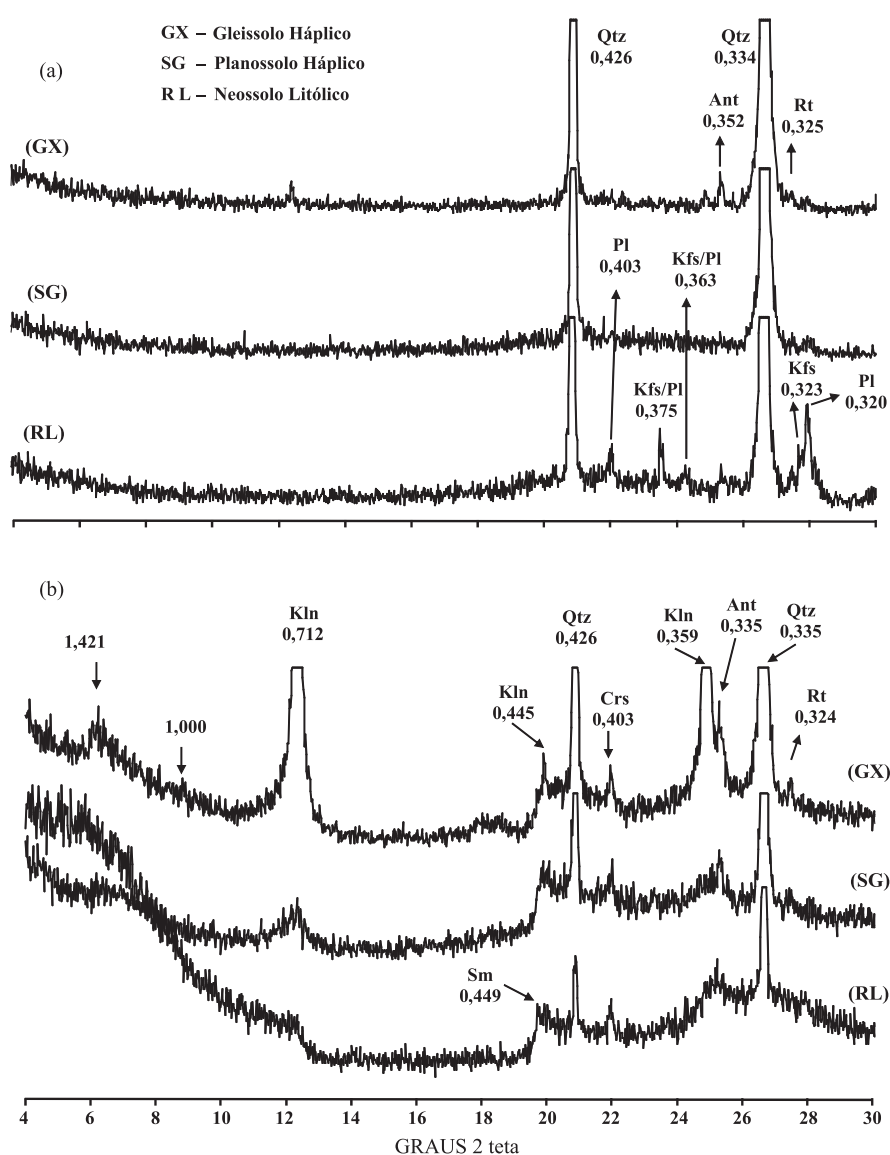 GX – Gleissolo Háplico
SG – Planossolo Háplico
R L – Neossolo Litólico
(a)
Qtz
0,426
Qtz
0,334
Ant
0,352
Rt
0,325
(GX)
Pl
0,403
Kfs/Pl
0,363
(SG)
Kfs
0,323
Pl
0,320
Kfs/Pl
0,375
(RL)
(b)
1,421
1,000
Kln
0,712
Kln
0,445
Qtz
0,426
Crs
0,403
Kln
0,359
Ant
0,335
Qtz
0,335
Rt
0,324
(GX)
(SG)
Sm
0,449
(RL)
4 6 8 10 12 14 16 18 20 22 24 26 28 30
GRAUS 2 teta